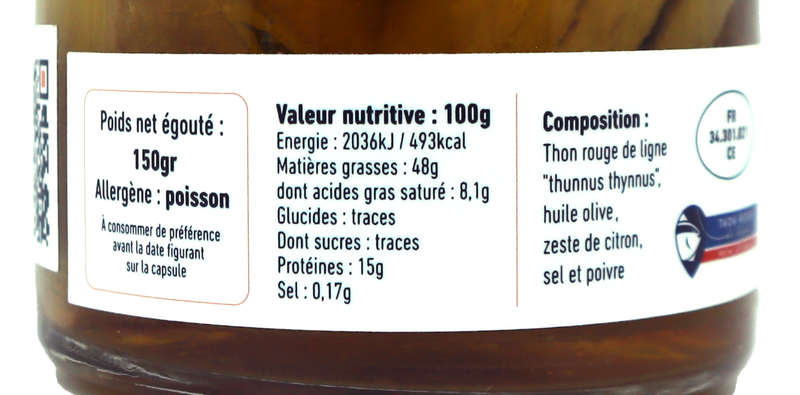 Poids net égouté :
150gr
Allergène : poisson
À consommer de préférence
avant la date figurant
sur la capsule
Valeur nutritive : 100g
Energie : 2036kJ / 493kcal
Matières grasses : 48g
dont acides gras saturé : 8,1g
Glucides : traces
Dont sucres : traces
Protéines : 15g
Sel : 0,17g
Composition :
Thon rouge de ligne
"thunnus thynnus",
huile olive,
zeste de citron,
sel et poivre
FR
CE